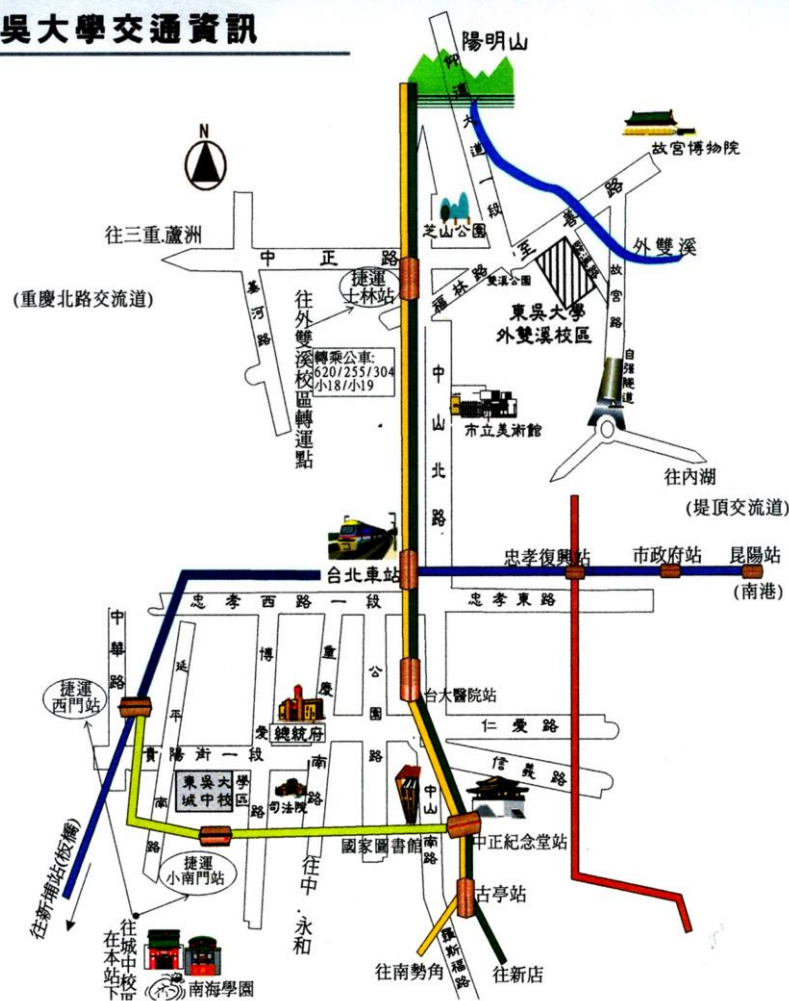 吳大學交通資訊
陽明山
仰德大道一段
N
故宮博物院
往三重.蘆洲
芝山公園
至善路
外雙溪
中正路
(重慶北路交流道)
基河路
捷運
士林站
福林路
雙溪公園
臨溪路
故宮路
東吳大學
外雙溪校區
往外雙溪校區轉運點
轉乘公車:
620/255/304
小18/小19
自強隧道
中山北路
市立美術館
往內湖
(堤頂交流道)
台北車站
忠孝復興站
市政府站
昆陽站
(南港)
忠孝西路一段
忠孝東路
中華路
延平南路
博愛路
重慶南路
公園路
捷運
西門站
台大醫院站
總統府
仁愛路
貴陽街一段
信義路
東吳大學
城中校區
司法院
中山南路
國家圖書館
中正紀念堂站
捷運
小南門站
往新埔站(板橋)
往中.永和
古亭站
羅斯福路
往城中校區
在本站下
南海學園
往南勢角
往新店